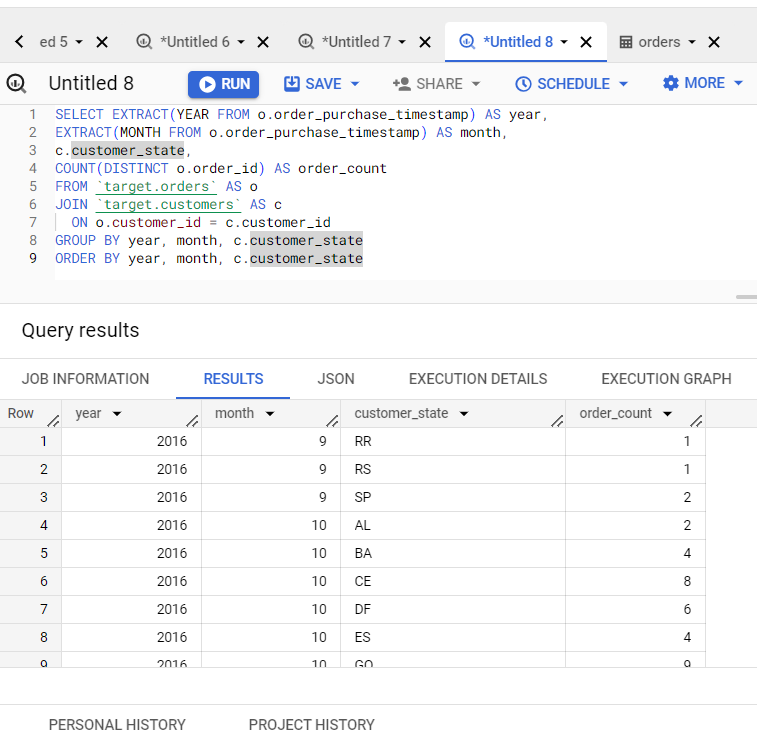 ed 5 *Untitled 6 *Untitled 7 *Untitled 8 orders
Untitled 8 RUN SAVE SHARE SCHEDULE MORE
1 SELECT EXTRACT(YEAR FROM o.order_purchase_timestamp) AS year,
2 EXTRACT(MONTH FROM o.order_purchase_timestamp) AS month,
3 c.customer_state,
4 COUNT(DISTINCT o.order_id) AS order_count
5 FROM `target.orders` AS o
6 JOIN `target.customers` AS c
7 ON o.customer_id = c.customer_id
8 GROUP BY year, month, c.customer_state
9 ORDER BY year, month, c.customer_state
Query results
JOB INFORMATION RESULTS JSON EXECUTION DETAILS EXECUTION GRAPH
Row year month customer_state order_count
1 2016 9 RR 1
2 2016 9 RS 1
3 2016 9 SP 2
4 2016 10 AL 2
5 2016 10 BA 4
6 2016 10 CE 8
7 2016 10 DF 6
8 2016 10 ES 4
9 2016 10 GO 9
PERSONAL HISTORY PROJECT HISTORY